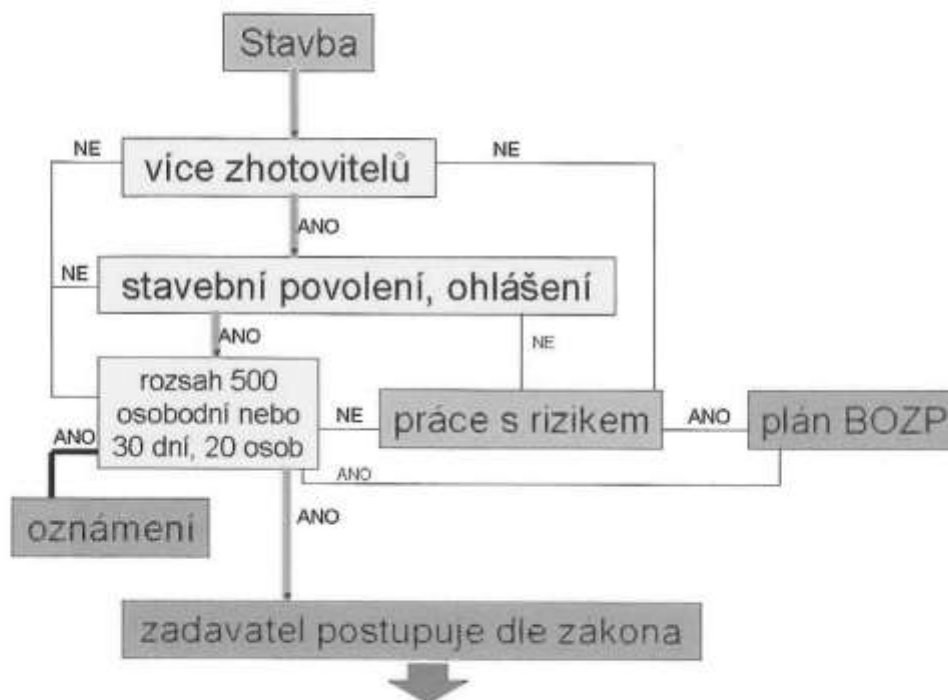 Stavba
NE
NE
více zhotovitelů
ANO
NE
stavební povolení, ohlášení
ANO
NE
rozsah 500
osobodní nebo
30 dní, 20 osob
NE
práce s rizikem
ANO
plán BOZP
ANO
ANO
oznámení
ANO
zadavatel postupuje dle zákona